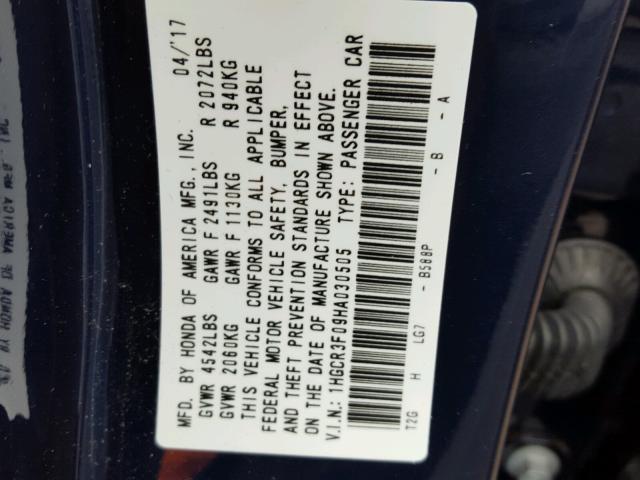 MFD. BY HONDA OF AMERICA MFG., INC. 04/'17
GVWR 4542LBS GAWR F 2491LBS R 2072LBS
GVWR 2060KG GAWR F 1130KG R 940KG
THIS VEHICLE CONFORMS TO ALL APPLICABLE
FEDERAL MOTOR VEHICLE SAFETY, BUMPER,
AND THEFT PREVENTION STANDARDS IN EFFECT
ON THE DATE OF MANUFACTURE SHOWN ABOVE.
V.I.N.: 1HGCR3F09HA030505 TYPE: PASSENGER CAR
T2G H LG7 - B588P - B - A